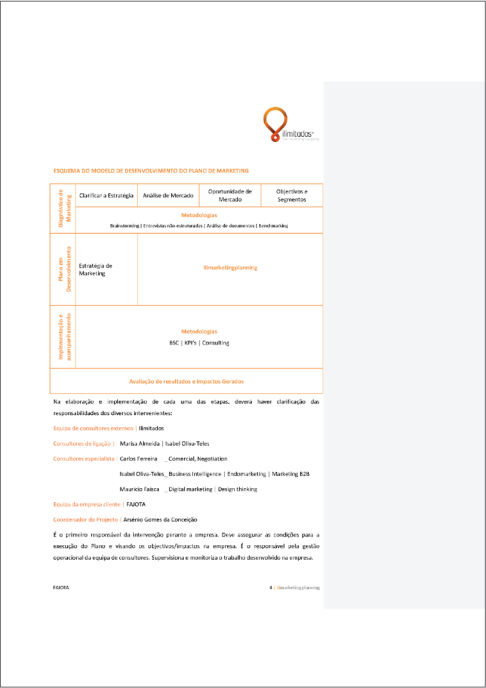 ilimitados
ESQUEMA DO MODELO DE DESENVOLVIMENTO DO PLANO DE MARKETING
Diagnóstico de
Marketing
Clarificar a Estratégia
Análise de Mercado
Oportunidade de
Mercado
Objectivos e
Segmentos
Metodologias
Brainstorming | Entrevistas não estruturadas | Análise de documentos | Benchmarking
Plano em
Desenvolvimento
Estratégia de
Marketing
Ilimarketingplanning
Implementação e
acompanhamento
Metodologias
BSC | KPI's | Consulting
Avaliação de resultados e Impactos Gerados
Na elaboração e implementação de cada uma das etapas, deverá haver clarificação das
responsabilidades dos diversos intervenientes:
Equipa de consultores externos | Ilimitados
Consultores de ligação | Marisa Almeida | Isabel Oliva-Teles
Consultores especialista | Carlos Ferreira _ Comercial, Negotiation
Isabel Oliva-Teles_ Business Intelligence | Endomarketing | Marketing B2B
Mauricio Faisca _ Digital marketing | Design thinking
Equipa da empresa cliente | FAJOTA
Coordenador do Projecto | Arsénio Gomes da Conceição
É o primeiro responsável da intervenção perante a empresa. Deve assegurar as condições para a
execução do Plano e visando os objectivos/impactos na empresa. É o responsável pela gestão
operacional da equipa de consultores. Supervisiona e monitoriza o trabalho desenvolvido na empresa.
FAJOTA
| Ilimarketing planning